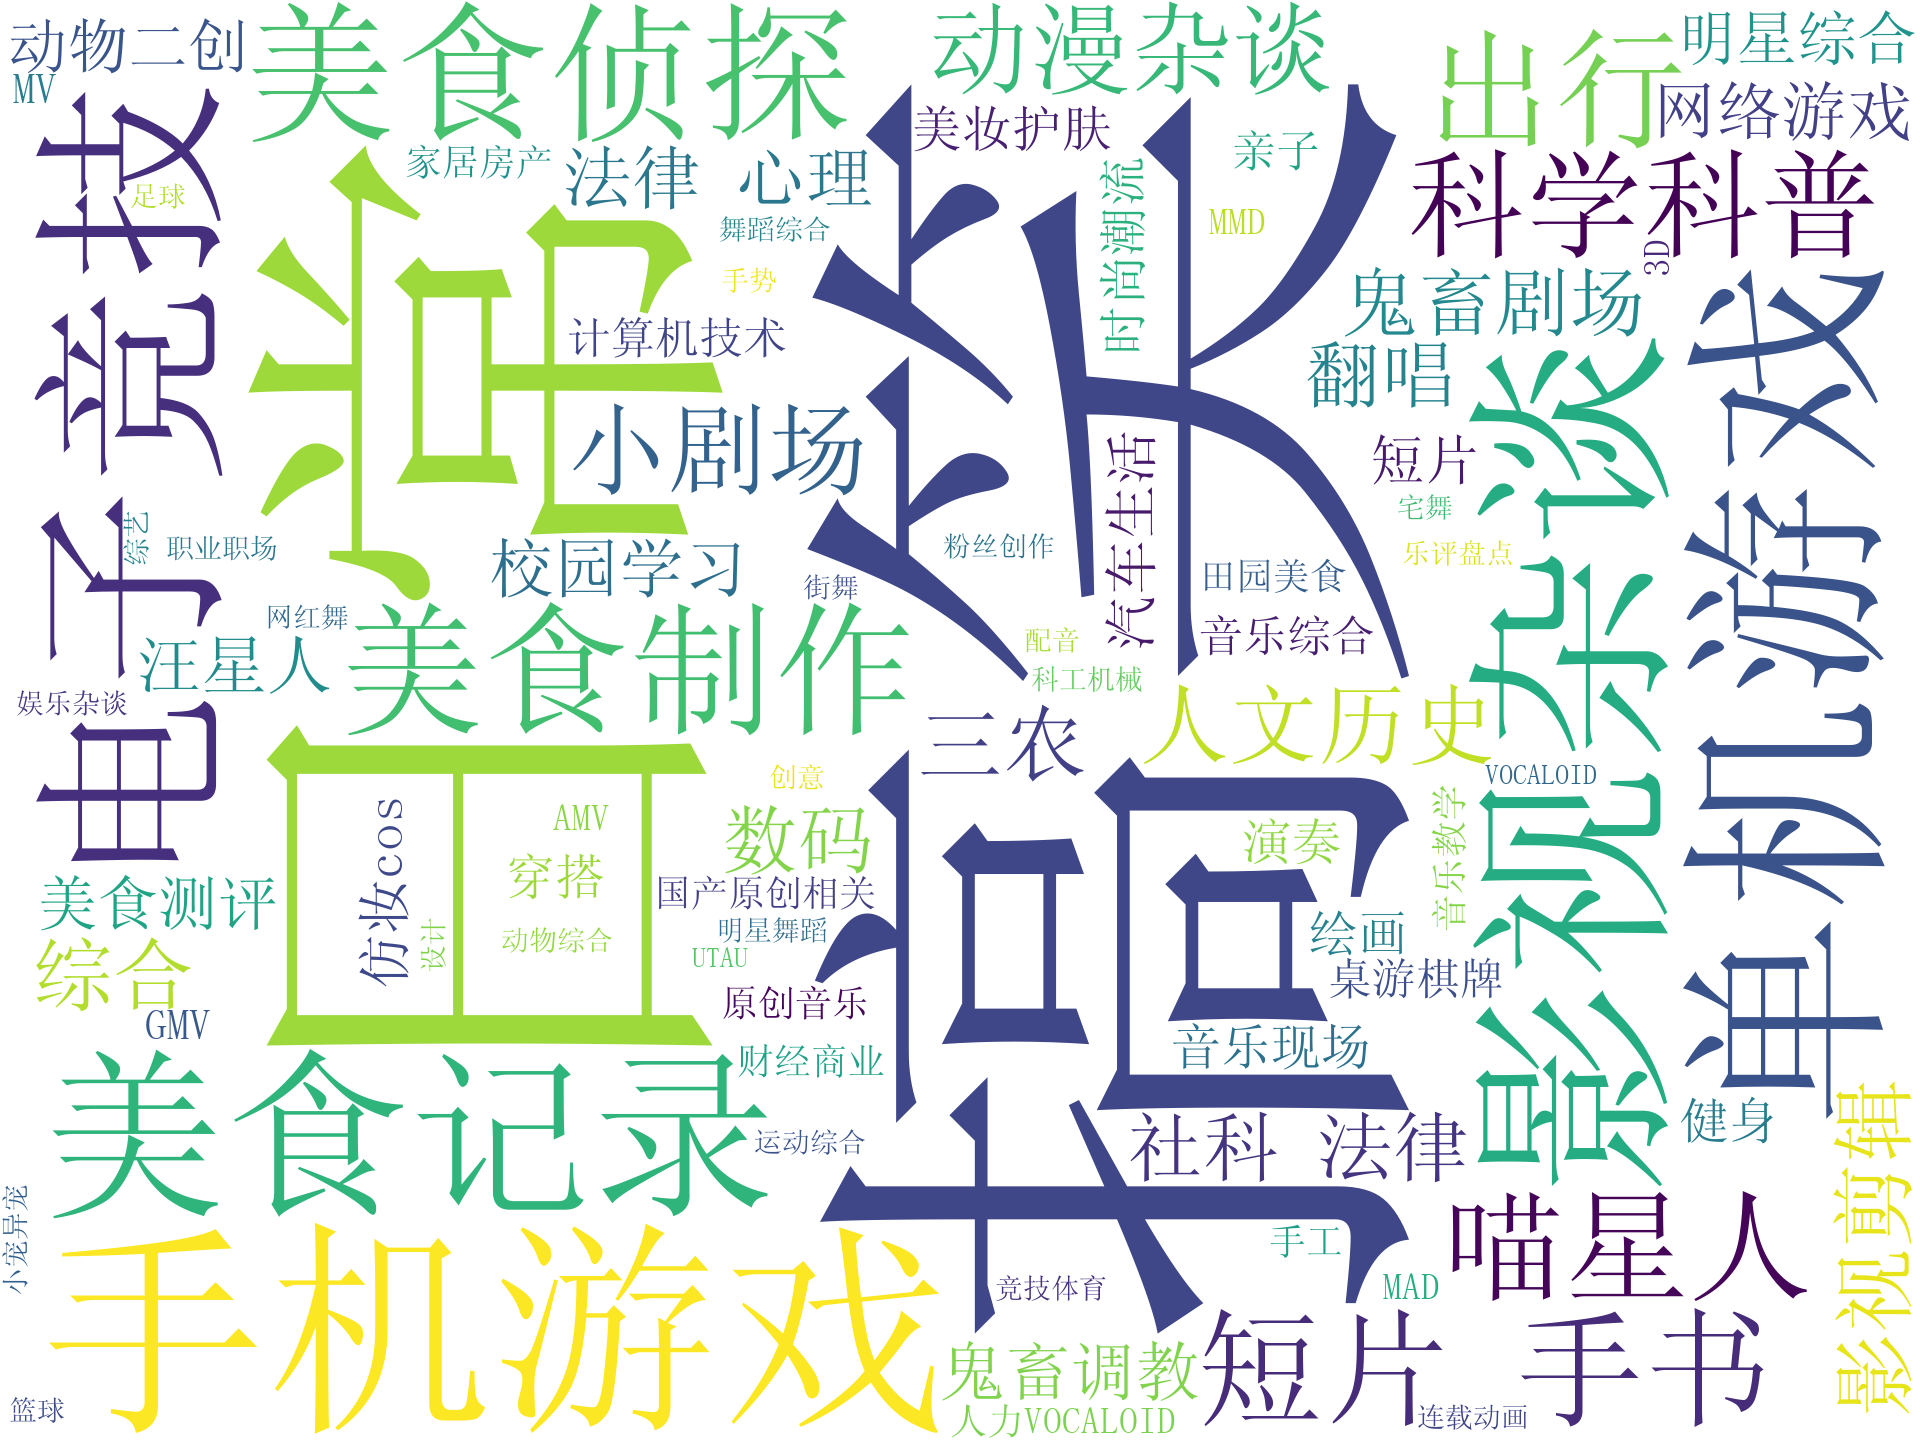 动物二创
MV
美食侦探
动漫杂谈
出行
明星综合
网络游戏
美妆护肤
亲子
家居房产
法律 心理
科学科普
足球
舞蹈综合
MMD
时尚潮流
3D
手势
鬼畜剧场
计算机技术
翻唱
日常
搞笑
电子竞技
小剧场
短片
汽车生活
宅舞
影视杂谈
单机游戏
综艺
职业职场
校园学习
粉丝创作
乐评盘点
街舞
田园美食
网红舞
汪星人
美食制作
配音
音乐综合
科工机械
娱乐杂谈
三农
人文历史
创意
VOCALOID
仿妆cos
AMV
数码
演奏
音乐教学
穿搭
美食测评
国产原创相关
设计
动物综合
明星舞蹈
绘画
综合
UTAU
桌游棋牌
GMV
原创音乐
音乐现场
财经商业
美食记录
健身
影视剪辑
运动综合
社科 法律
小宠异宠
手机游戏
手工
喵星人
竞技体育
MAD
鬼畜调教
短片 手书
篮球
人力VOCALOID
连载动画